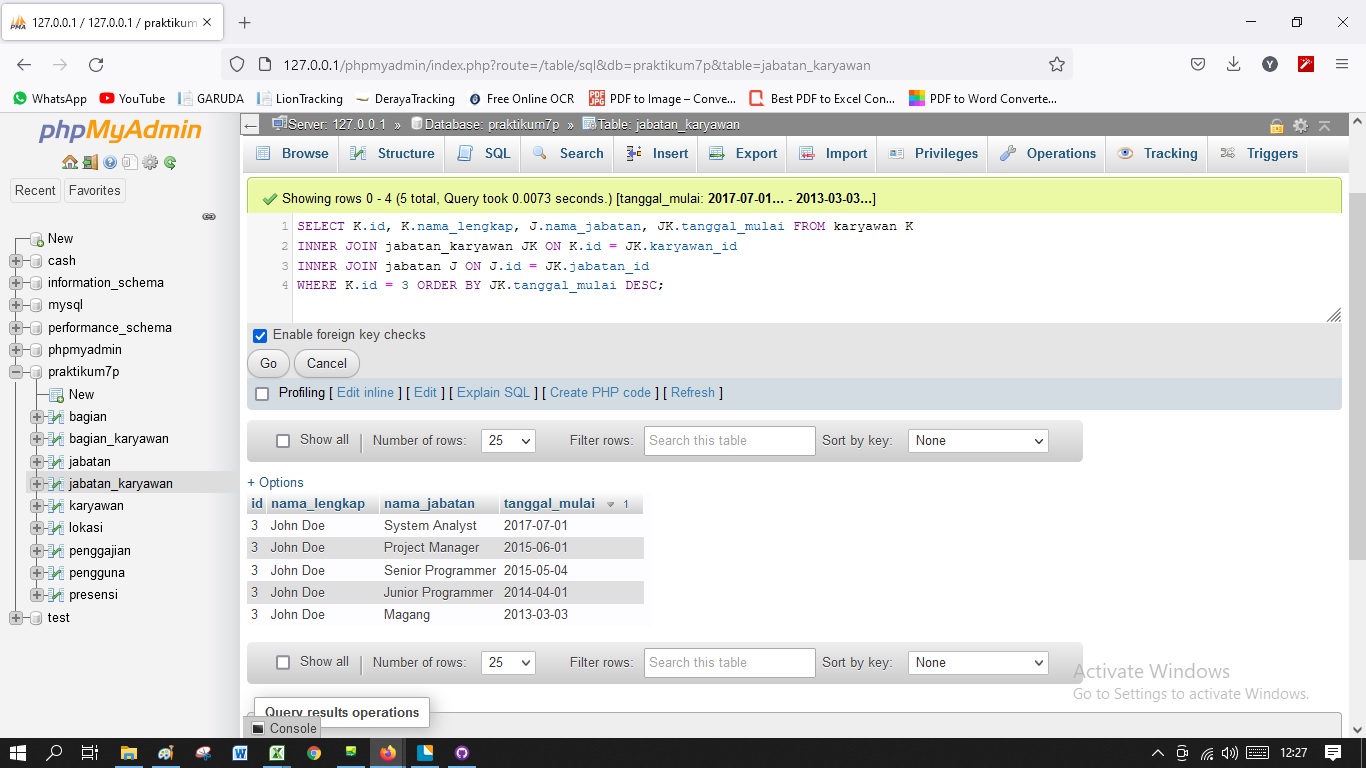 127.0.0.1 / 127.0.0.1 / praktikum
127.0.0.1/phpmyadmin/index.php?route=/table/sql&db=praktikum7p&table=jabatan_karyawan
WhatsApp YouTube GARUDA LionTracking DerayaTracking Free Online OCR PDF to Image – Conve... Best PDF to Excel Con... PDF to Word Converte...
phpMyAdmin
Recent Favorites
New
cash
information_schema
mysql
performance_schema
phpmyadmin
praktikum7p
New
bagian
bagian_karyawan
jabatan
jabatan_karyawan
karyawan
lokasi
penggajian
pengguna
presensi
test
Server: 127.0.0.1 » Database: praktikum7p » Table: jabatan_karyawan
Browse Structure SQL Search Insert Export Import Privileges Operations Tracking Triggers
Showing rows 0 - 4 (5 total, Query took 0.0073 seconds.) [tanggal_mulai: 2017-07-01... - 2013-03-03...]
1 SELECT K.id, K.nama_lengkap, J.nama_jabatan, JK.tanggal_mulai FROM karyawan K
2 INNER JOIN jabatan_karyawan JK ON K.id = JK.karyawan_id
3 INNER JOIN jabatan J ON J.id = JK.jabatan_id
4 WHERE K.id = 3 ORDER BY JK.tanggal_mulai DESC;
Enable foreign key checks
Go Cancel
Profiling [ Edit inline ] [ Edit ] [ Explain SQL ] [ Create PHP code ] [ Refresh ]
Show all Number of rows: 25 Filter rows: Search this table Sort by key: None
+ Options
id nama_lengkap nama_jabatan tanggal_mulai 1
3 John Doe System Analyst 2017-07-01
3 John Doe Project Manager 2015-06-01
3 John Doe Senior Programmer 2015-05-04
3 John Doe Junior Programmer 2014-04-01
3 John Doe Magang 2013-03-03
Show all Number of rows: 25 Filter rows: Search this table Sort by key: None
Activate Windows
Go to Settings to activate Windows.
Query results operations
Console
12:27